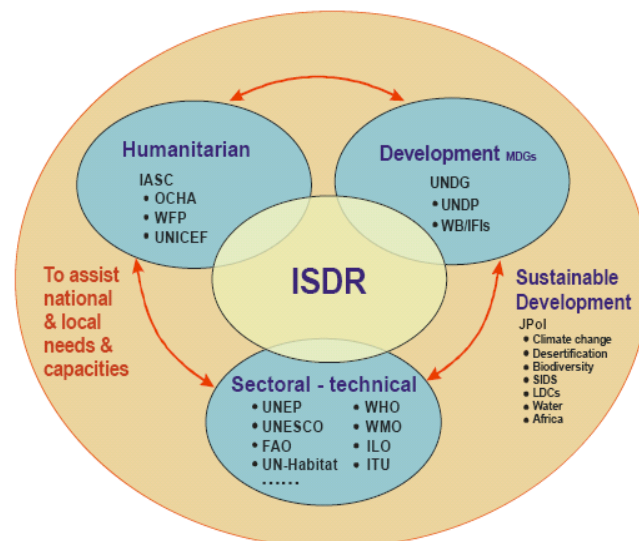 Humanitarian
IASC
• OCHA
• WFP
• UNICEF
Development MDGs
UNDG
• UNDP
• WB/IFIs
ISDR
To assist
national
& local
needs &
capacities
Sustainable
Development
JPoI
• Climate change
• Desertification
• Biodiversity
• SIDS
• LDCs
• Water
• Africa
Sectoral - technical
• UNEP
• UNESCO
• FAO
• UN-Habitat
• ......
• WHO
• WMO
• ILO
• ITU